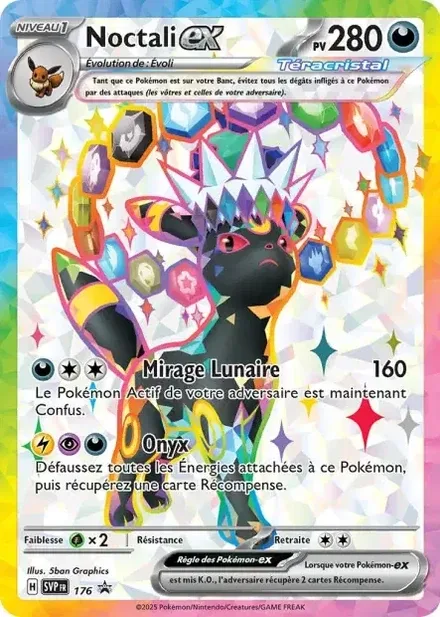 NIVEAU 1
Noctali ex PV 280
Évolution de : Évoli
Téracristal
Tant que ce Pokémon est sur votre Banc, évitez tous les dégâts infligés à ce Pokémon
par des attaques (les vôtres et celles de votre adversaire).
Mirage Lunaire 160
Le Pokémon Actif de votre adversaire est maintenant
Confus.
Onyx
Défaussez toutes les Énergies attachées à ce Pokémon,
puis récupérez une carte Récompense.
Faiblesse ×2 Résistance Retraite
Règle des Pokémon-ex Lorsque votre Pokémon-ex
est mis K.O., l'adversaire récupère 2 cartes Récompense.
Illus. 5ban Graphics
H SVP FR 176
©2025 Pokémon/Nintendo/Creatures/GAME FREAK